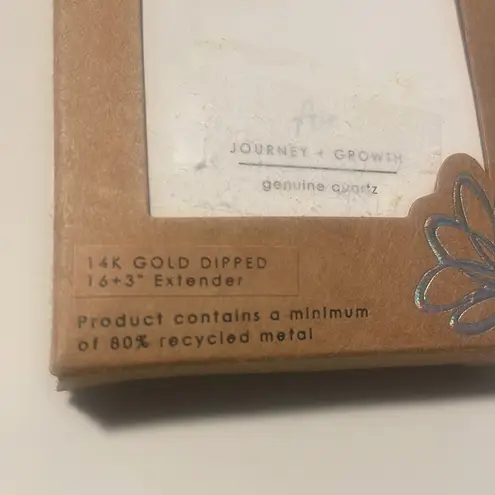 JOURNEY + GROWTH
genuine quartz
14K GOLD DIPPED
16+3" Extender
Product contains a minimum
of 80% recycled metal